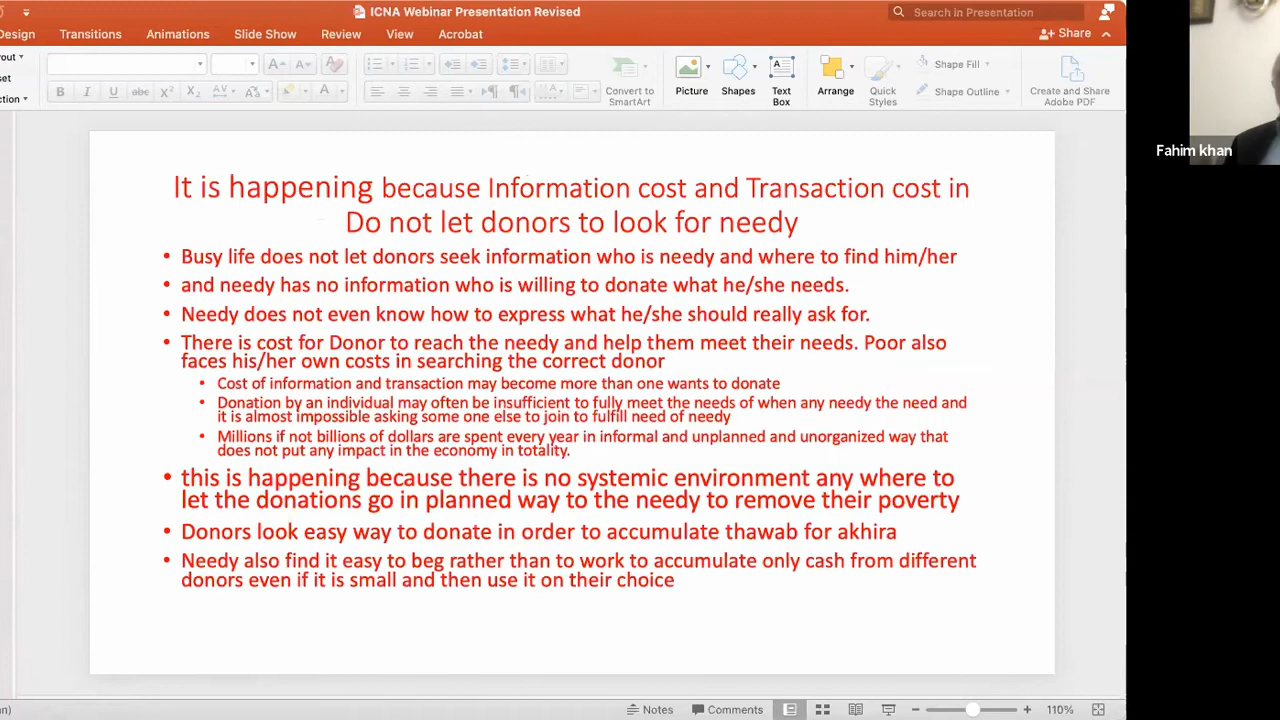 ICNA Webinar Presentation Revised
Search in Presentation
Design Transitions Animations Slide Show Review View Acrobat
Share
Convert to
SmartArt
Picture
Shapes
Text
Box
Arrange
Quick
Styles
Shape Fill
Shape Outline
Create and Share
Adobe PDF
Fahim khan
It is happening because Information cost and Transaction cost in
Do not let donors to look for needy
• Busy life does not let donors seek information who is needy and where to find him/her
• and needy has no information who is willing to donate what he/she needs.
• Needy does not even know how to express what he/she should really ask for.
• There is cost for Donor to reach the needy and help them meet their needs. Poor also
faces his/her own costs in searching the correct donor
• Cost of information and transaction may become more than one wants to donate
• Donation by an individual may often be insufficient to fully meet the needs of when any needy the need and
it is almost impossible asking some one else to join to fulfill need of needy
• Millions if not billions of dollars are spent every year in informal and unplanned and unorganized way that
does not put any impact in the economy in totality.
• this is happening because there is no systemic environment any where to
let the donations go in planned way to the needy to remove their poverty
• Donors look easy way to donate in order to accumulate thawab for akhira
• Needy also find it easy to beg rather than to work to accumulate only cash from different
donors even if it is small and then use it on their choice
Notes Comments 110%